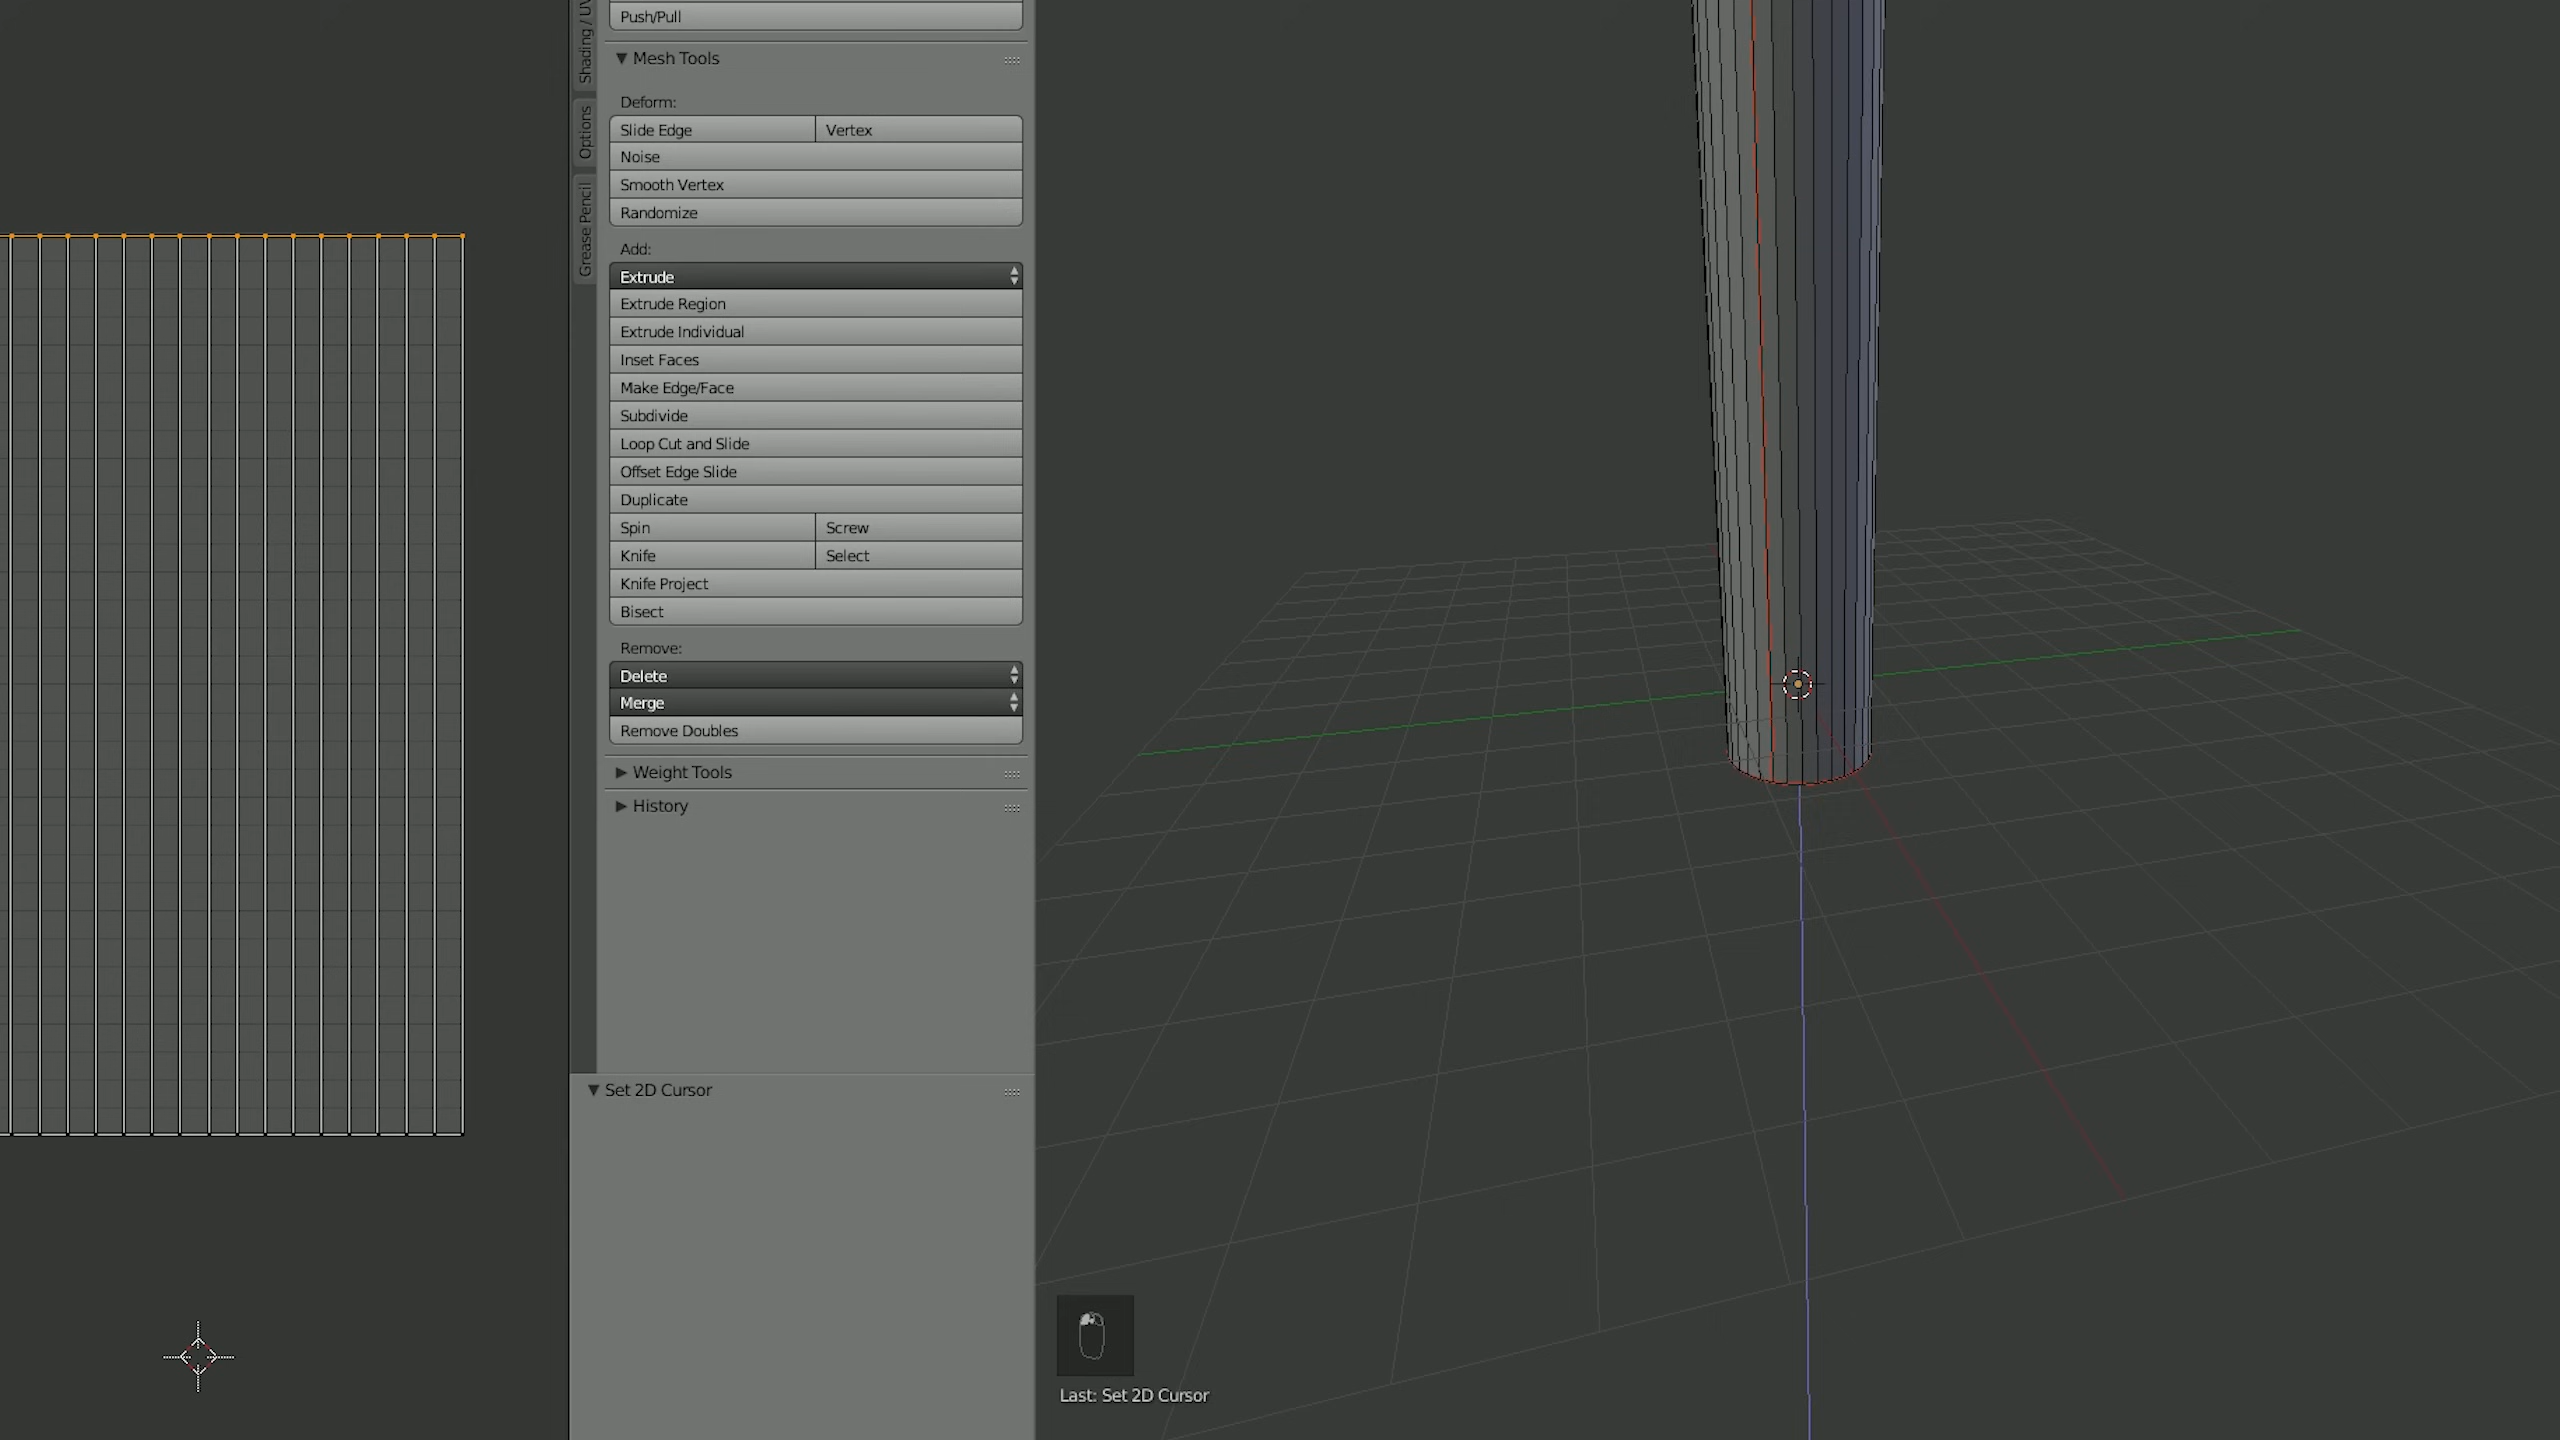 Push/Pull
Mesh Tools
Deform:
Slide Edge
Vertex
Noise
Smooth Vertex
Randomize
Add:
Extrude
Extrude Region
Extrude Individual
Inset Faces
Make Edge/Face
Subdivide
Loop Cut and Slide
Offset Edge Slide
Duplicate
Spin
Screw
Knife
Select
Knife Project
Bisect
Remove:
Delete
Merge
Remove Doubles
Weight Tools
History
Shading / UV
Options
Grease Pencil
Set 2D Cursor
Last: Set 2D Cursor